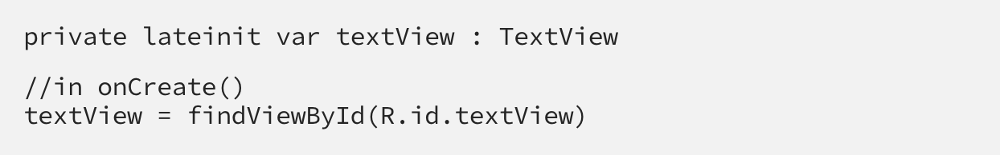 private lateinit var textView : TextView
//in onCreate()
textView = findViewById(R.id.textView)